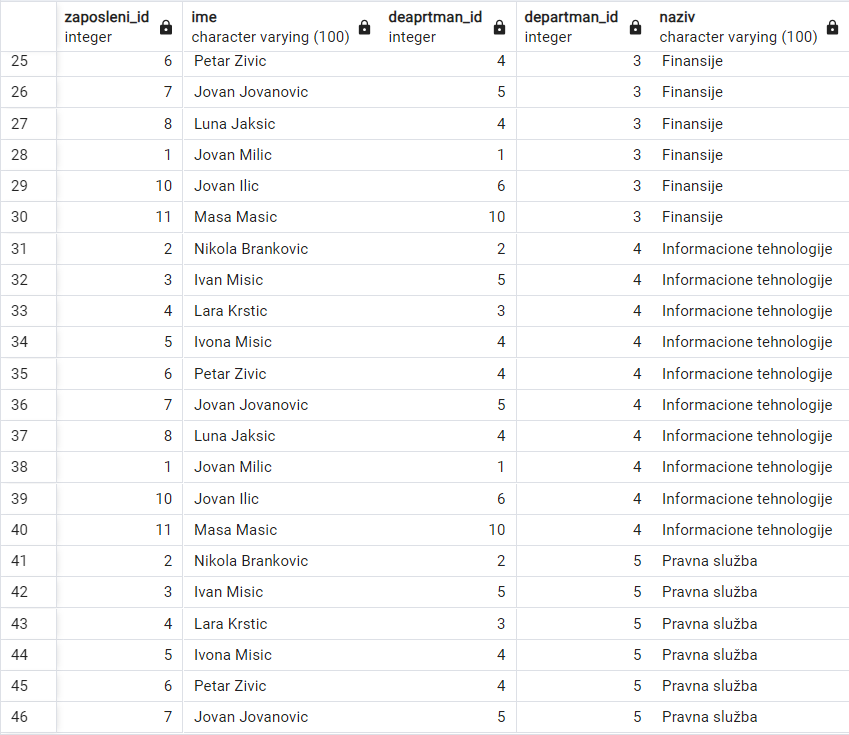 zaposleni_id ime deaprtman_id departman_id naziv
integer character varying (100) integer integer character varying (100)
25 6 Petar Zivic 4 3 Finansije
26 7 Jovan Jovanovic 5 3 Finansije
27 8 Luna Jaksic 4 3 Finansije
28 1 Jovan Milic 1 3 Finansije
29 10 Jovan Ilic 6 3 Finansije
30 11 Masa Masic 10 3 Finansije
31 2 Nikola Brankovic 2 4 Informacione tehnologije
32 3 Ivan Misic 5 4 Informacione tehnologije
33 4 Lara Krstic 3 4 Informacione tehnologije
34 5 Ivona Misic 4 4 Informacione tehnologije
35 6 Petar Zivic 4 4 Informacione tehnologije
36 7 Jovan Jovanovic 5 4 Informacione tehnologije
37 8 Luna Jaksic 4 4 Informacione tehnologije
38 1 Jovan Milic 1 4 Informacione tehnologije
39 10 Jovan Ilic 6 4 Informacione tehnologije
40 11 Masa Masic 10 4 Informacione tehnologije
41 2 Nikola Brankovic 2 5 Pravna služba
42 3 Ivan Misic 5 5 Pravna služba
43 4 Lara Krstic 3 5 Pravna služba
44 5 Ivona Misic 4 5 Pravna služba
45 6 Petar Zivic 4 5 Pravna služba
46 7 Jovan Jovanovic 5 5 Pravna služba